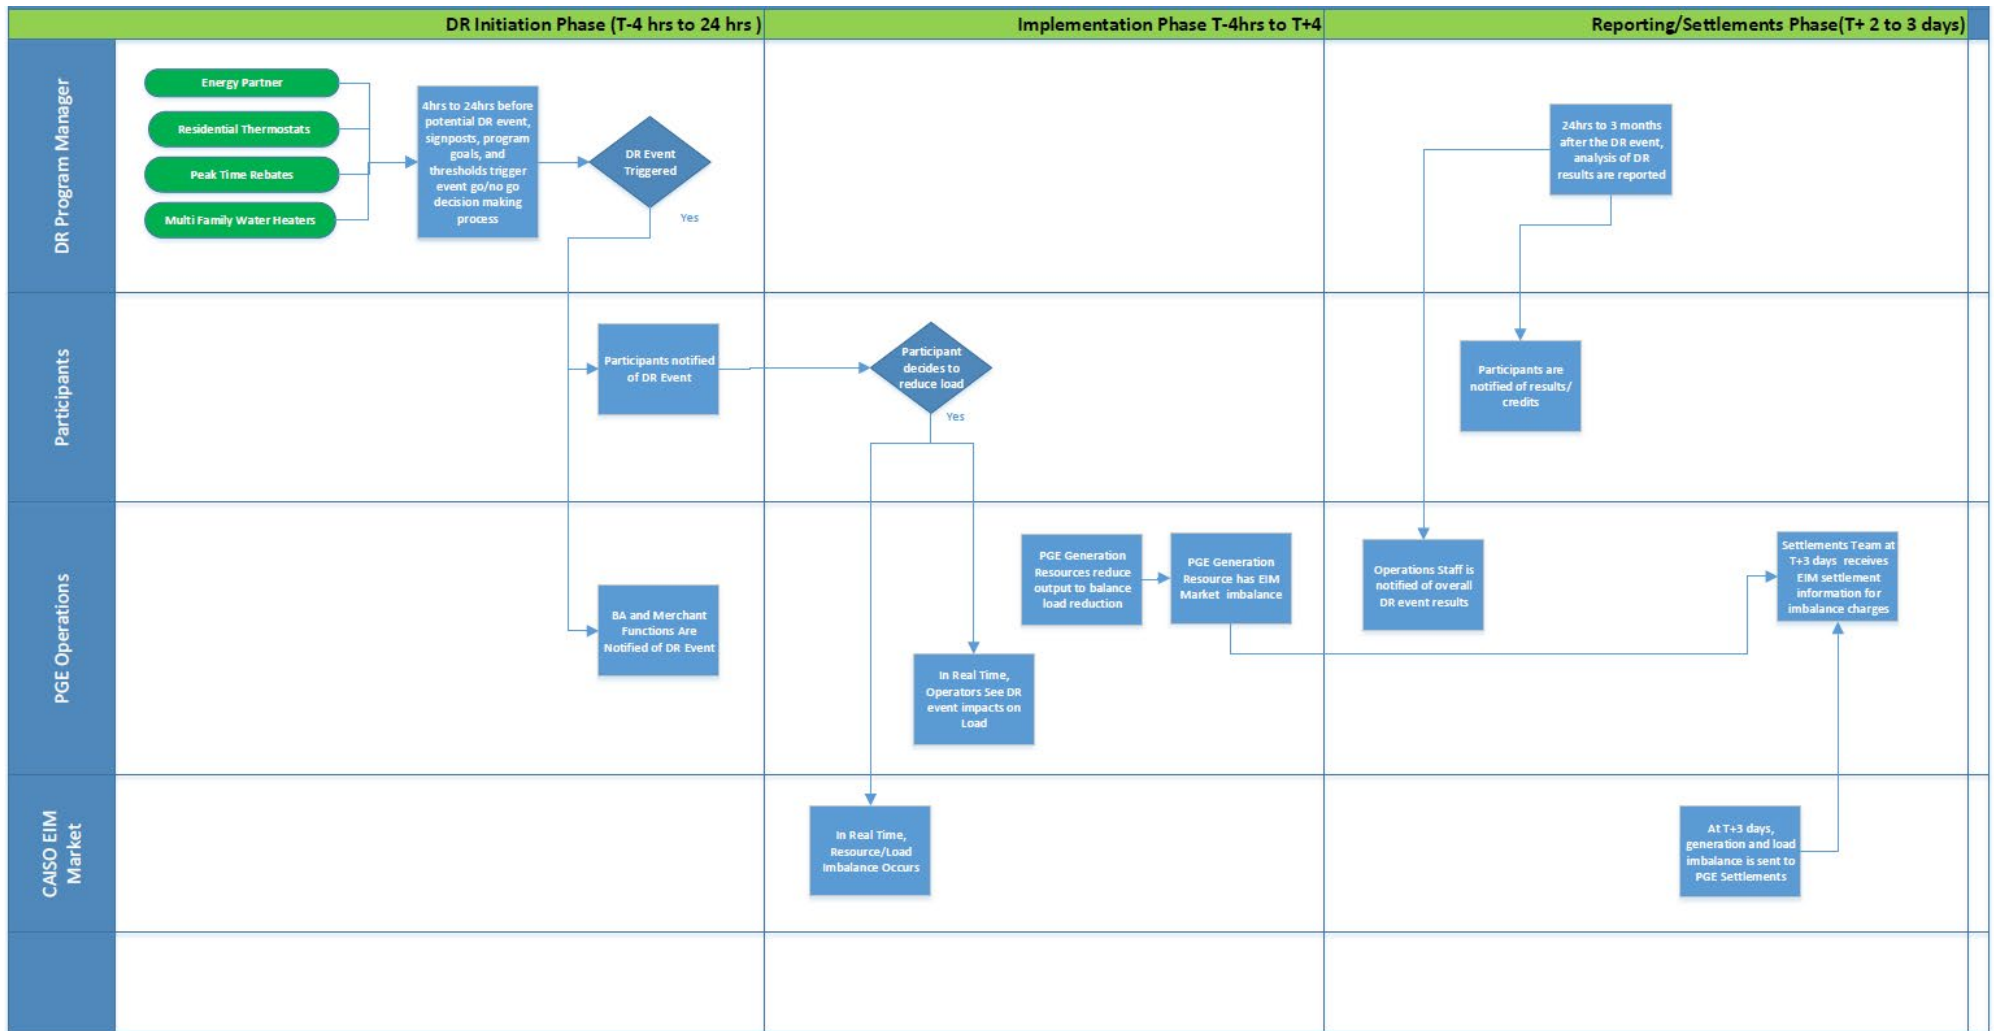 DR Initiation Phase (T-4 hrs to 24 hrs )
Implementation Phase T-4hrs to T+4
Reporting/Settlements Phase(T+ 2 to 3 days)
DR Program Manager
Energy Partner
Residential Thermostats
Peak Time Rebates
Multi Family Water Heaters
4hrs to 24hrs before
potential DR event,
signposts, program
goals, and
thresholds trigger
event go/no go
decision making
process
DR Event
Triggered
Yes
24hrs to 3 months
after the DR event,
analysis of DR
results are reported
Participants
Participants notified
of DR Event
Participant
decides to
reduce load
Yes
Participants are
notified of results/
credits
PGE Operations
BA and Merchant
Functions Are
Notified of DR Event
In Real Time,
Operators See DR
event impacts on
Load
PGE Generation
Resources reduce
output to balance
load reduction
PGE Generation
Resource has EIM
Market imbalance
Operations Staff is
notified of overall
DR event results
Settlements Team at
T+3 days receives
EIM settlement
information for
imbalance charges
CAISO EIM
Market
In Real Time,
Resource/Load
Imbalance Occurs
At T+3 days,
generation and load
imbalance is sent to
PGE Settlements